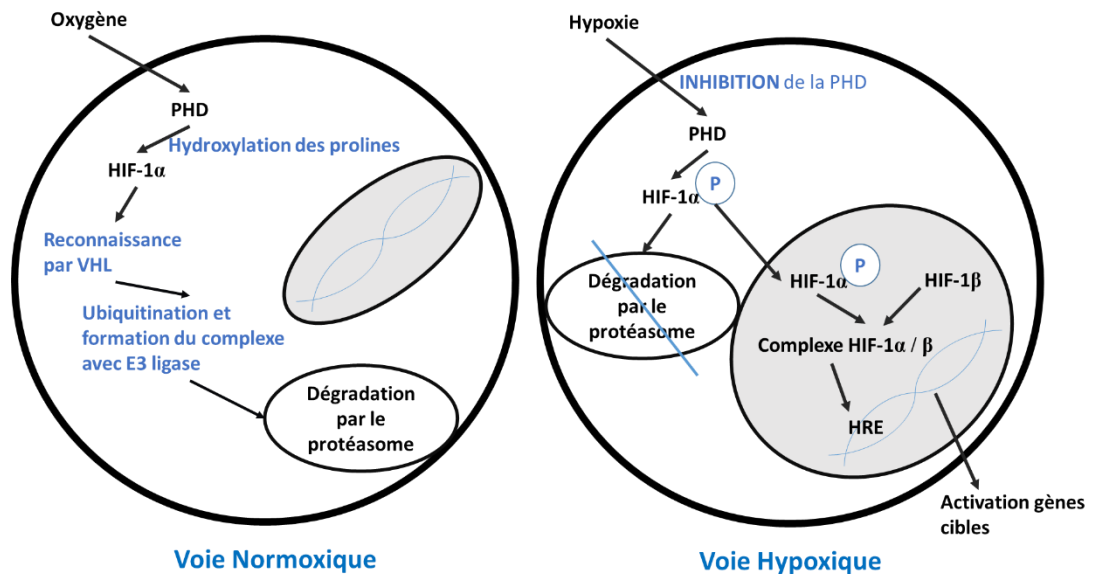 Oxygène
PHD
Hydroxylation des prolines
HIF-1α
Reconnaissance
par VHL
Ubiquitination et
formation du complexe
avec E3 ligase
Dégradation
par le
protéasome
Voie Normoxique
Hypoxie
INHIBITION de la PHD
PHD
HIF-1α
P
Dégradation
par le
protéasome
HIF-1α
P
HIF-1β
Complexe HIF-1α / β
HRE
Activation gènes
cibles
Voie Hypoxique